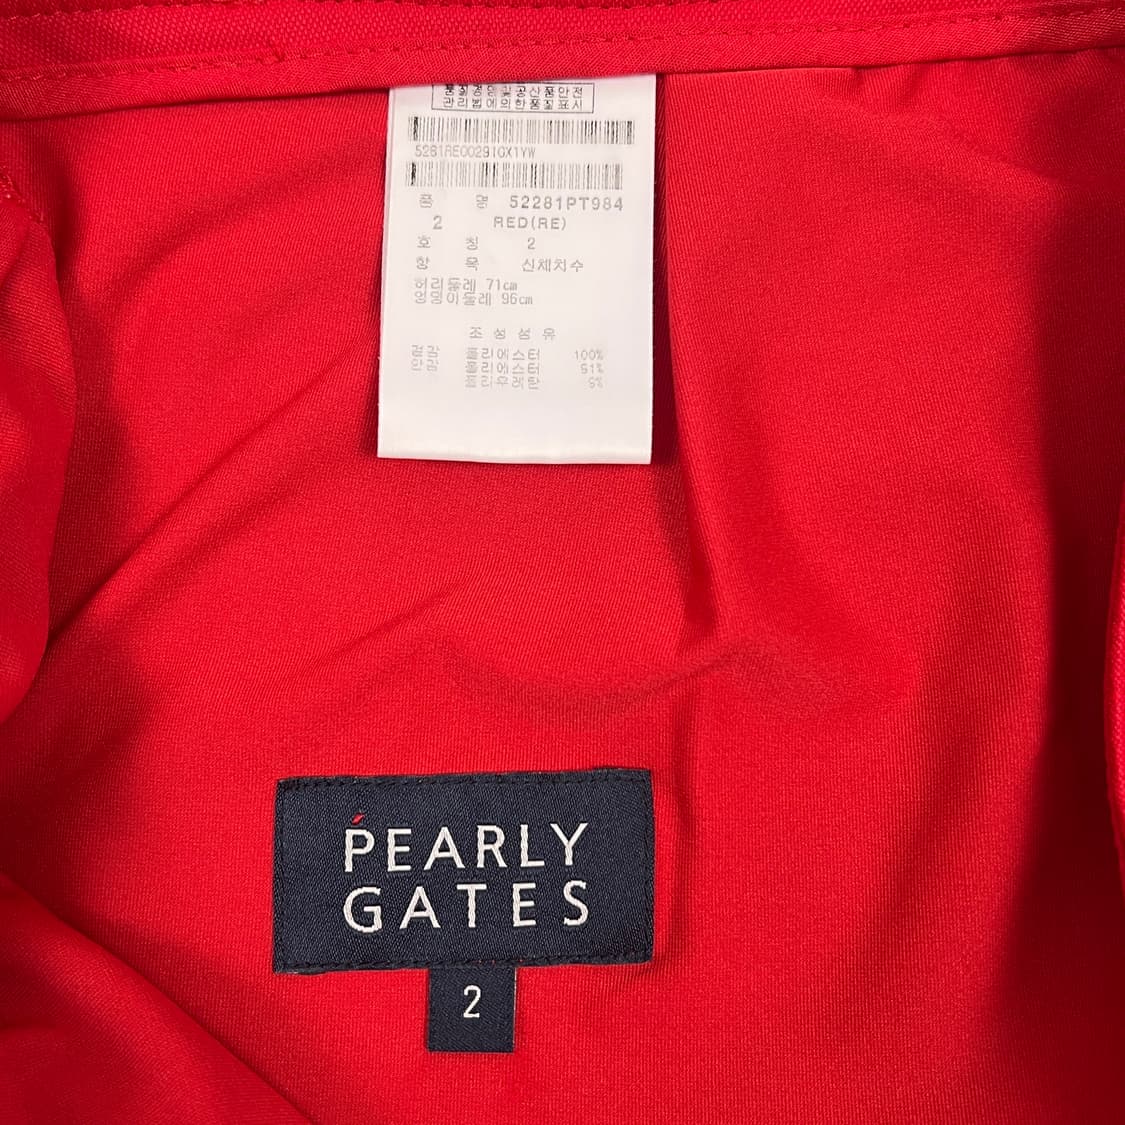 품질경영및공산품안전
관리법에의한품질표시
5281RE00291GX1YW
품 명 52281PT984
2 RED(RE)
호 칭 2
항 목 신체치수
허리둘레 71㎝
엉덩이둘레 96㎝
조 성 섬 유
겉감 폴리에스터 100%
안감 폴리에스터
폴리우레탄
PEARLY
GATES
2